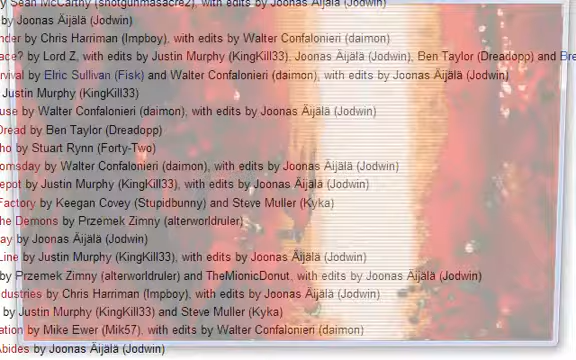 y Sean McCarthy (shotgunmasacre2), with edits by Joonas Äijälä (Jodwin)
by Joonas Äijälä (Jodwin)
nder by Chris Harriman (Impboy), with edits by Walter Confalonieri (daimon)
ace? by Lord Z, with edits by Justin Murphy (KingKill33), Joonas Äijälä (Jodwin), Ben Taylor (Dreadopp) and Bre
rvival by Elric Sullivan (Fisk) and Walter Confalonieri (daimon), with edits by Joonas Äijälä (Jodwin)
Justin Murphy (KingKill33)
use by Walter Confalonieri (daimon), with edits by Joonas Äijälä (Jodwin)
Dread by Ben Taylor (Dreadopp)
ho by Stuart Rynn (Forty-Two)
omsday by Walter Confalonieri (daimon), with edits by Joonas Äijälä (Jodwin)
epot by Justin Murphy (KingKill33), with edits by Joonas Äijälä (Jodwin)
Factory by Keegan Covey (Stupidbunny) and Steve Muller (Kyka)
he Demons by Przemek Zimny (alterworldruler)
ay by Joonas Äijälä (Jodwin)
Line by Justin Murphy (KingKill33), with edits by Joonas Äijälä (Jodwin)
by Przemek Zimny (alterworldruler) and TheMionicDonut, with edits by Joonas Äijälä (Jodwin)
ndustries by Chris Harriman (Impboy), with edits by Joonas Äijälä (Jodwin)
by Justin Murphy (KingKill33) and Steve Muller (Kyka)
ation by Mike Ewer (Mik57), with edits by Walter Confalonieri (daimon)
Abides by Joonas Äijälä (Jodwin)